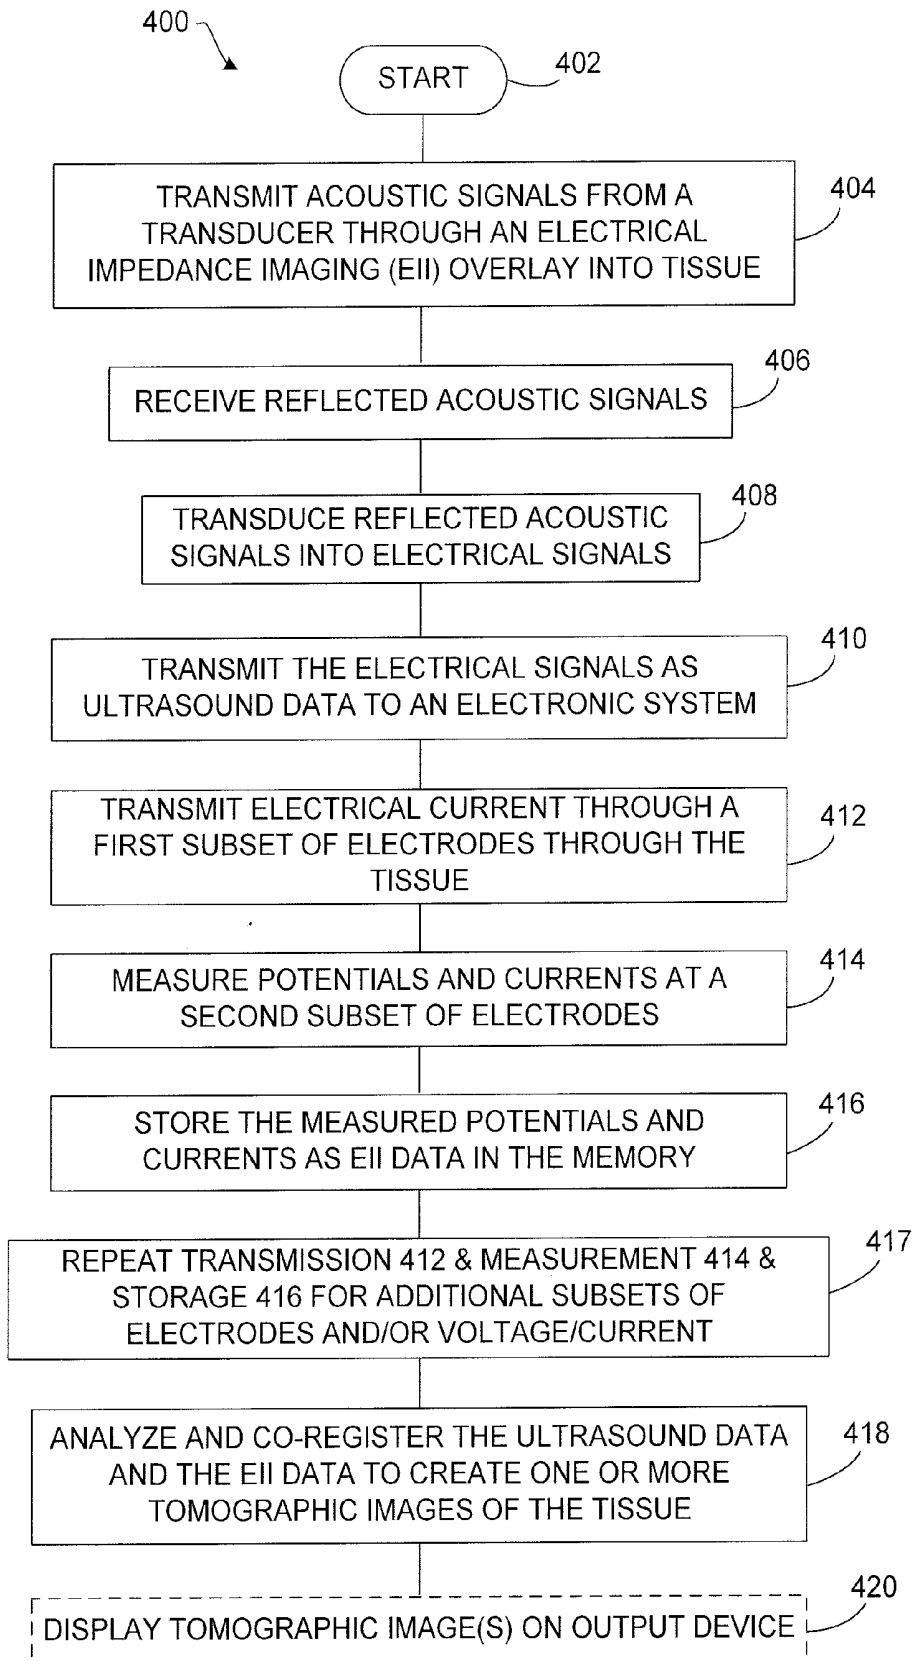 400
START
402
TRANSMIT ACOUSTIC SIGNALS FROM A
TRANSDUCER THROUGH AN ELECTRICAL
IMPEDANCE IMAGING (EII) OVERLAY INTO TISSUE
404
RECEIVE REFLECTED ACOUSTIC SIGNALS
406
TRANSDUCE REFLECTED ACOUSTIC
SIGNALS INTO ELECTRICAL SIGNALS
408
TRANSMIT THE ELECTRICAL SIGNALS AS
ULTRASOUND DATA TO AN ELECTRONIC SYSTEM
410
TRANSMIT ELECTRICAL CURRENT THROUGH A
FIRST SUBSET OF ELECTRODES THROUGH THE
TISSUE
412
MEASURE POTENTIALS AND CURRENTS AT A
SECOND SUBSET OF ELECTRODES
414
STORE THE MEASURED POTENTIALS AND
CURRENTS AS EII DATA IN THE MEMORY
416
REPEAT TRANSMISSION 412 & MEASUREMENT 414 &
STORAGE 416 FOR ADDITIONAL SUBSETS OF
ELECTRODES AND/OR VOLTAGE/CURRENT
417
ANALYZE AND CO-REGISTER THE ULTRASOUND DATA
AND THE EII DATA TO CREATE ONE OR MORE
TOMOGRAPHIC IMAGES OF THE TISSUE
418
DISPLAY TOMOGRAPHIC IMAGE(S) ON OUTPUT DEVICE
420